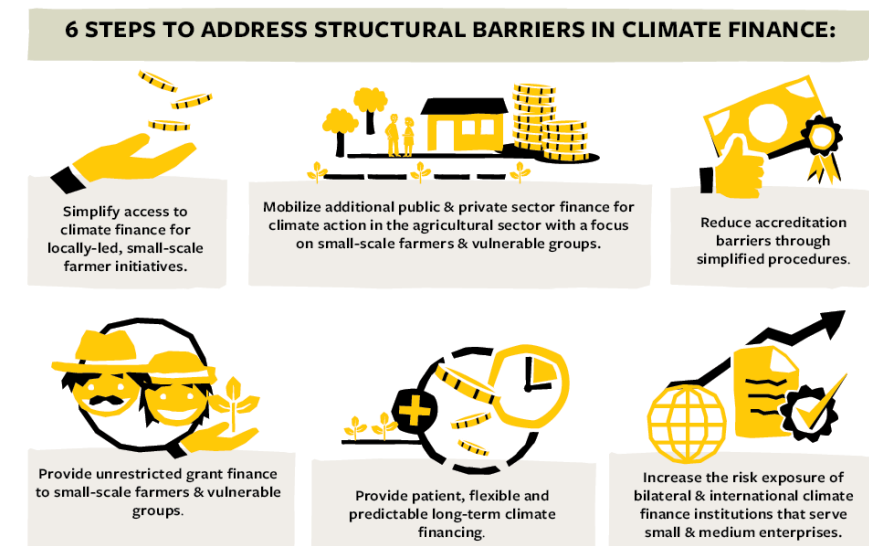 6 STEPS TO ADDRESS STRUCTURAL BARRIERS IN CLIMATE FINANCE:
Simplify access to
climate finance for
locally-led, small-scale
farmer initiatives.
Mobilize additional public & private sector finance for
climate action in the agricultural sector with a focus
on small-scale farmers & vulnerable groups.
Reduce accreditation
barriers through
simplified procedures.
Provide unrestricted grant finance
to small-scale farmers & vulnerable
groups.
Provide patient, flexible and
predictable long-term climate
financing.
Increase the risk exposure of
bilateral & international climate
finance institutions that serve
small & medium enterprises.